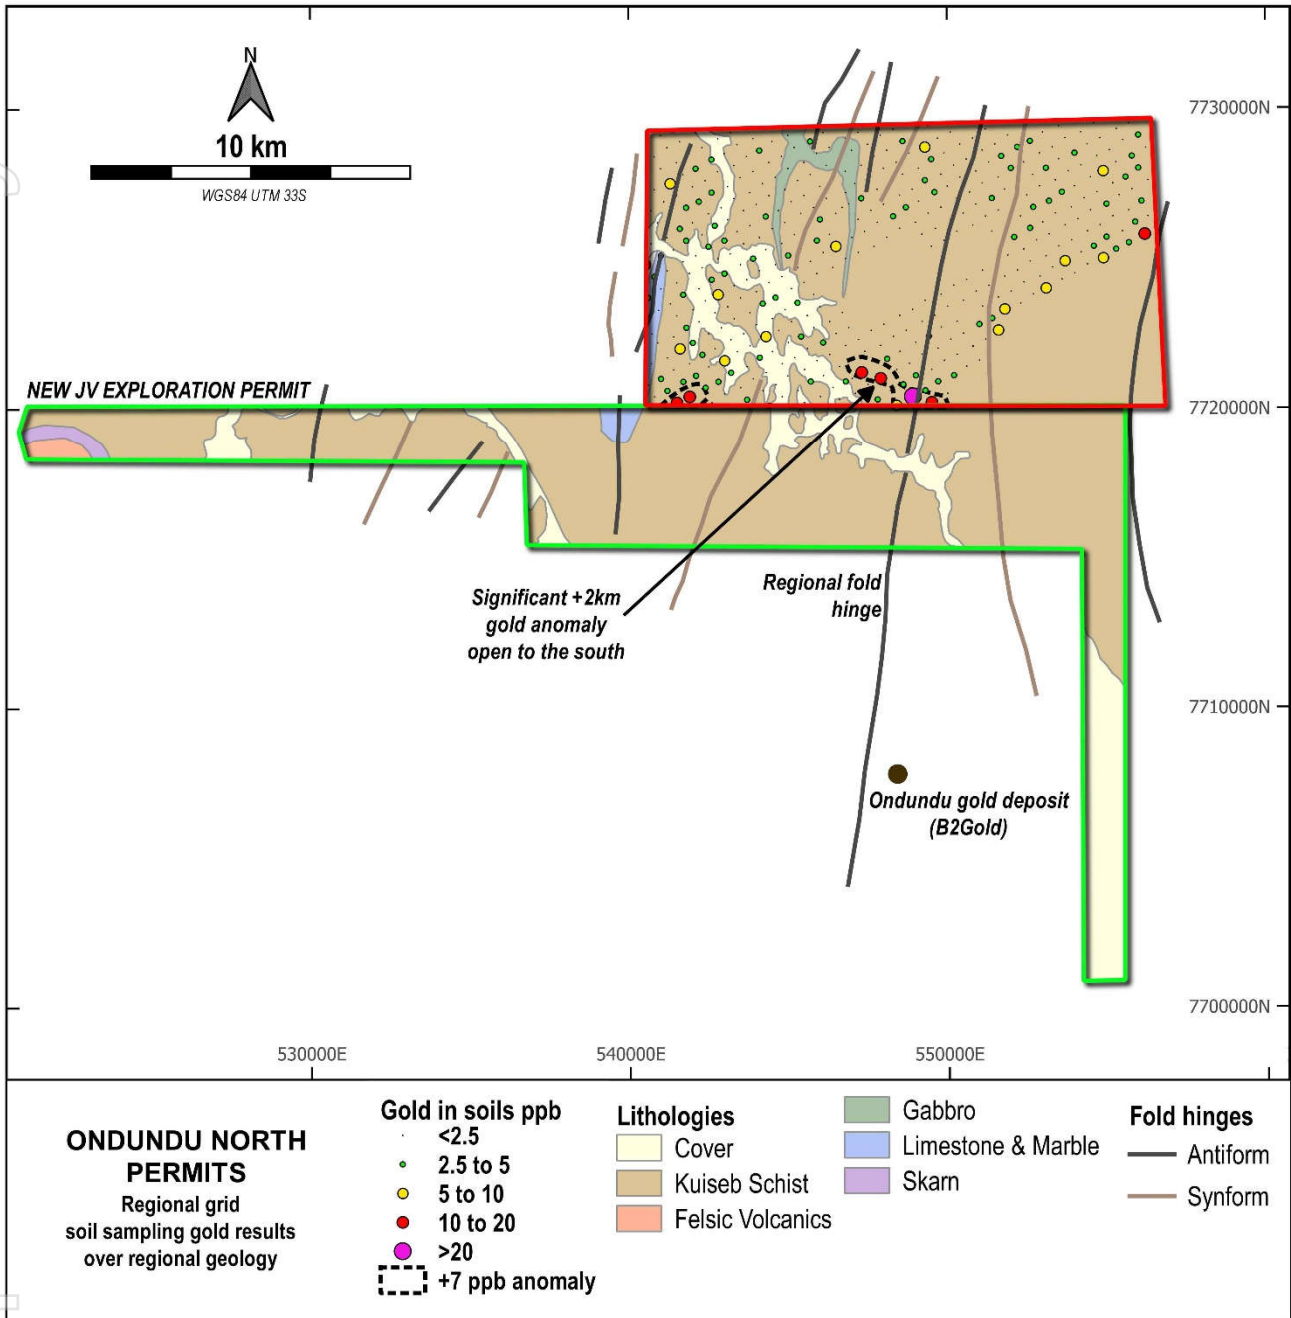 N
10 km
WGS84 UTM 33S
7730000N
NEW JV EXPLORATION PERMIT
7720000N
Significant +2km
gold anomaly
open to the south
Regional fold
hinge
7710000N
Ondundu gold deposit
(B2Gold)
7700000N
530000E
540000E
550000E
ONDUNDU NORTH
PERMITS
Regional grid
soil sampling gold results
over regional geology
Gold in soils ppb
<2.5
2.5 to 5
5 to 10
10 to 20
>20
+7 ppb anomaly
Lithologies
Cover
Kuiseb Schist
Felsic Volcanics
Gabbro
Limestone & Marble
Skarn
Fold hinges
Antiform
Synform